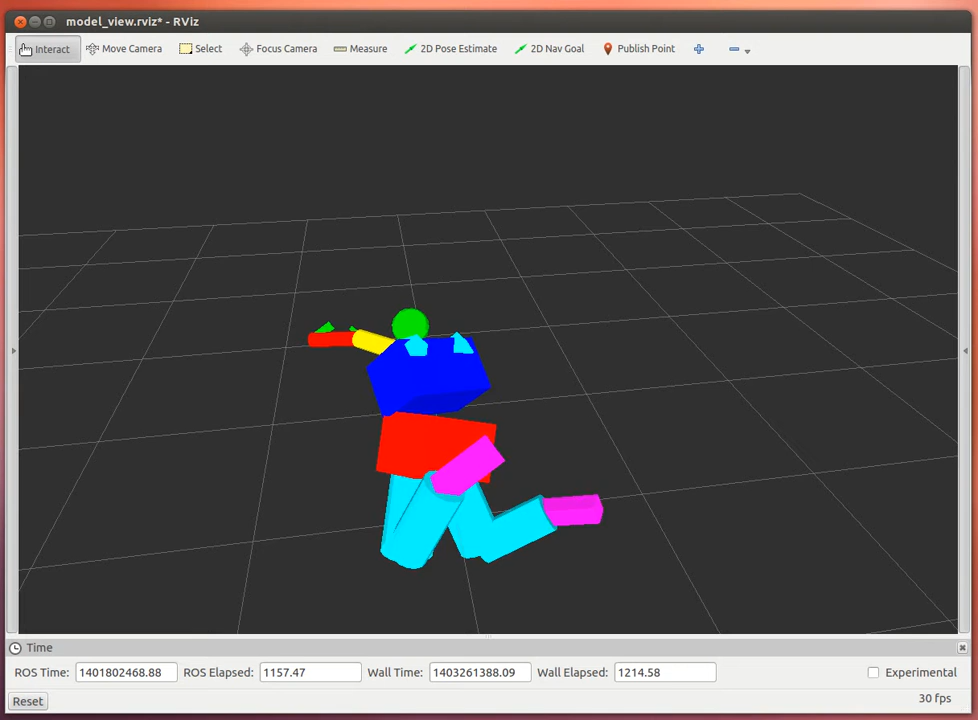 model_view.rviz* - RViz
Interact Move Camera Select Focus Camera Measure 2D Pose Estimate 2D Nav Goal Publish Point
Time
ROS Time: 1401802468.88 ROS Elapsed: 1157.47 Wall Time: 1403261388.09 Wall Elapsed: 1214.58 Experimental
Reset 30 fps